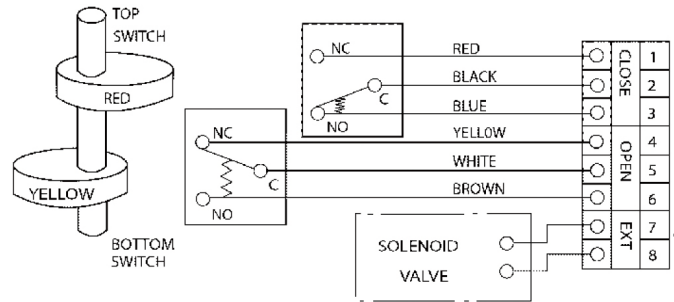 TOP
SWITCH
RED
YELLOW
BOTTOM
SWITCH
NC
C
NO
NC
C
NO
RED
BLACK
BLUE
YELLOW
WHITE
BROWN
SOLENOID
VALVE
CLOSE
OPEN
EXT
1
2
3
4
5
6
7
8